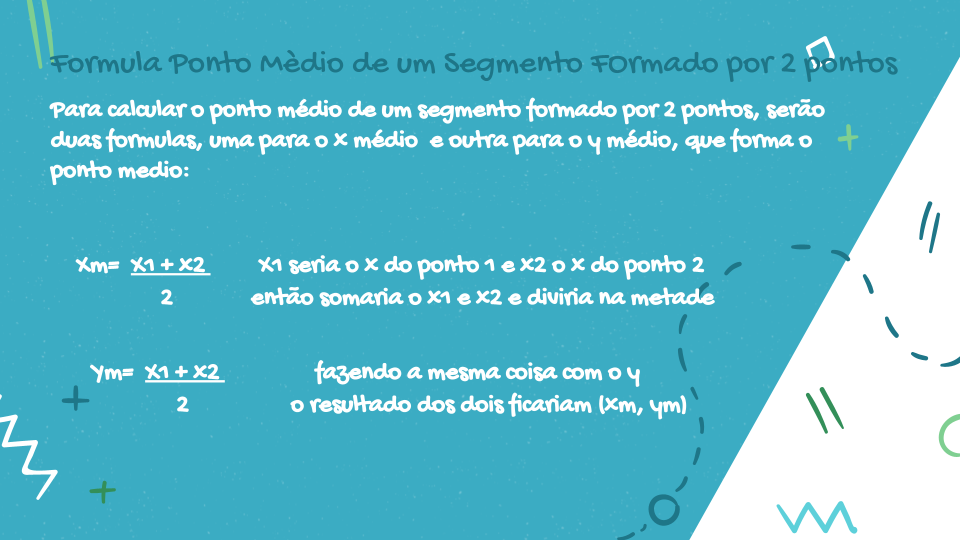 Formula Ponto Mèdio de um Segmento FOrmado por 2 pontos
Para calcular o ponto médio de um segmento formado por 2 pontos, serão
duas formulas, uma para o x médio e outra para o y médio, que forma o
ponto medio:
Xm= X1 + X2
2
X1 seria o X do ponto 1 e X2 o X do ponto 2
então somaria o X1 e X2 e diviria na metade
Ym= X1 + X2
2
fazendo a mesma coisa com o y
o resultado dos dois ficariam (Xm, ym)